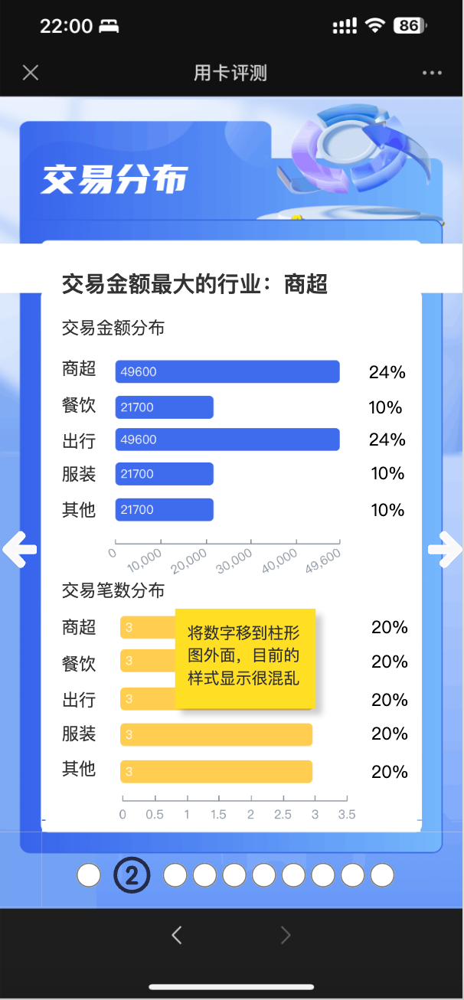 22:00
86
用卡评测
交易分布
交易金额最大的行业：商超
交易金额分布
商超 49600 24%
餐饮 21700 10%
出行 49600 24%
服装 21700 10%
其他 21700 10%
0 10,000 20,000 30,000 40,000 49,600
交易笔数分布
商超 3 20%
餐饮 3 20%
出行 3 20%
服装 3 20%
其他 3 20%
将数字移到柱形
图外面，目前的
样式显示很混乱
0 0.5 1 1.5 2 2.5 3 3.5
2